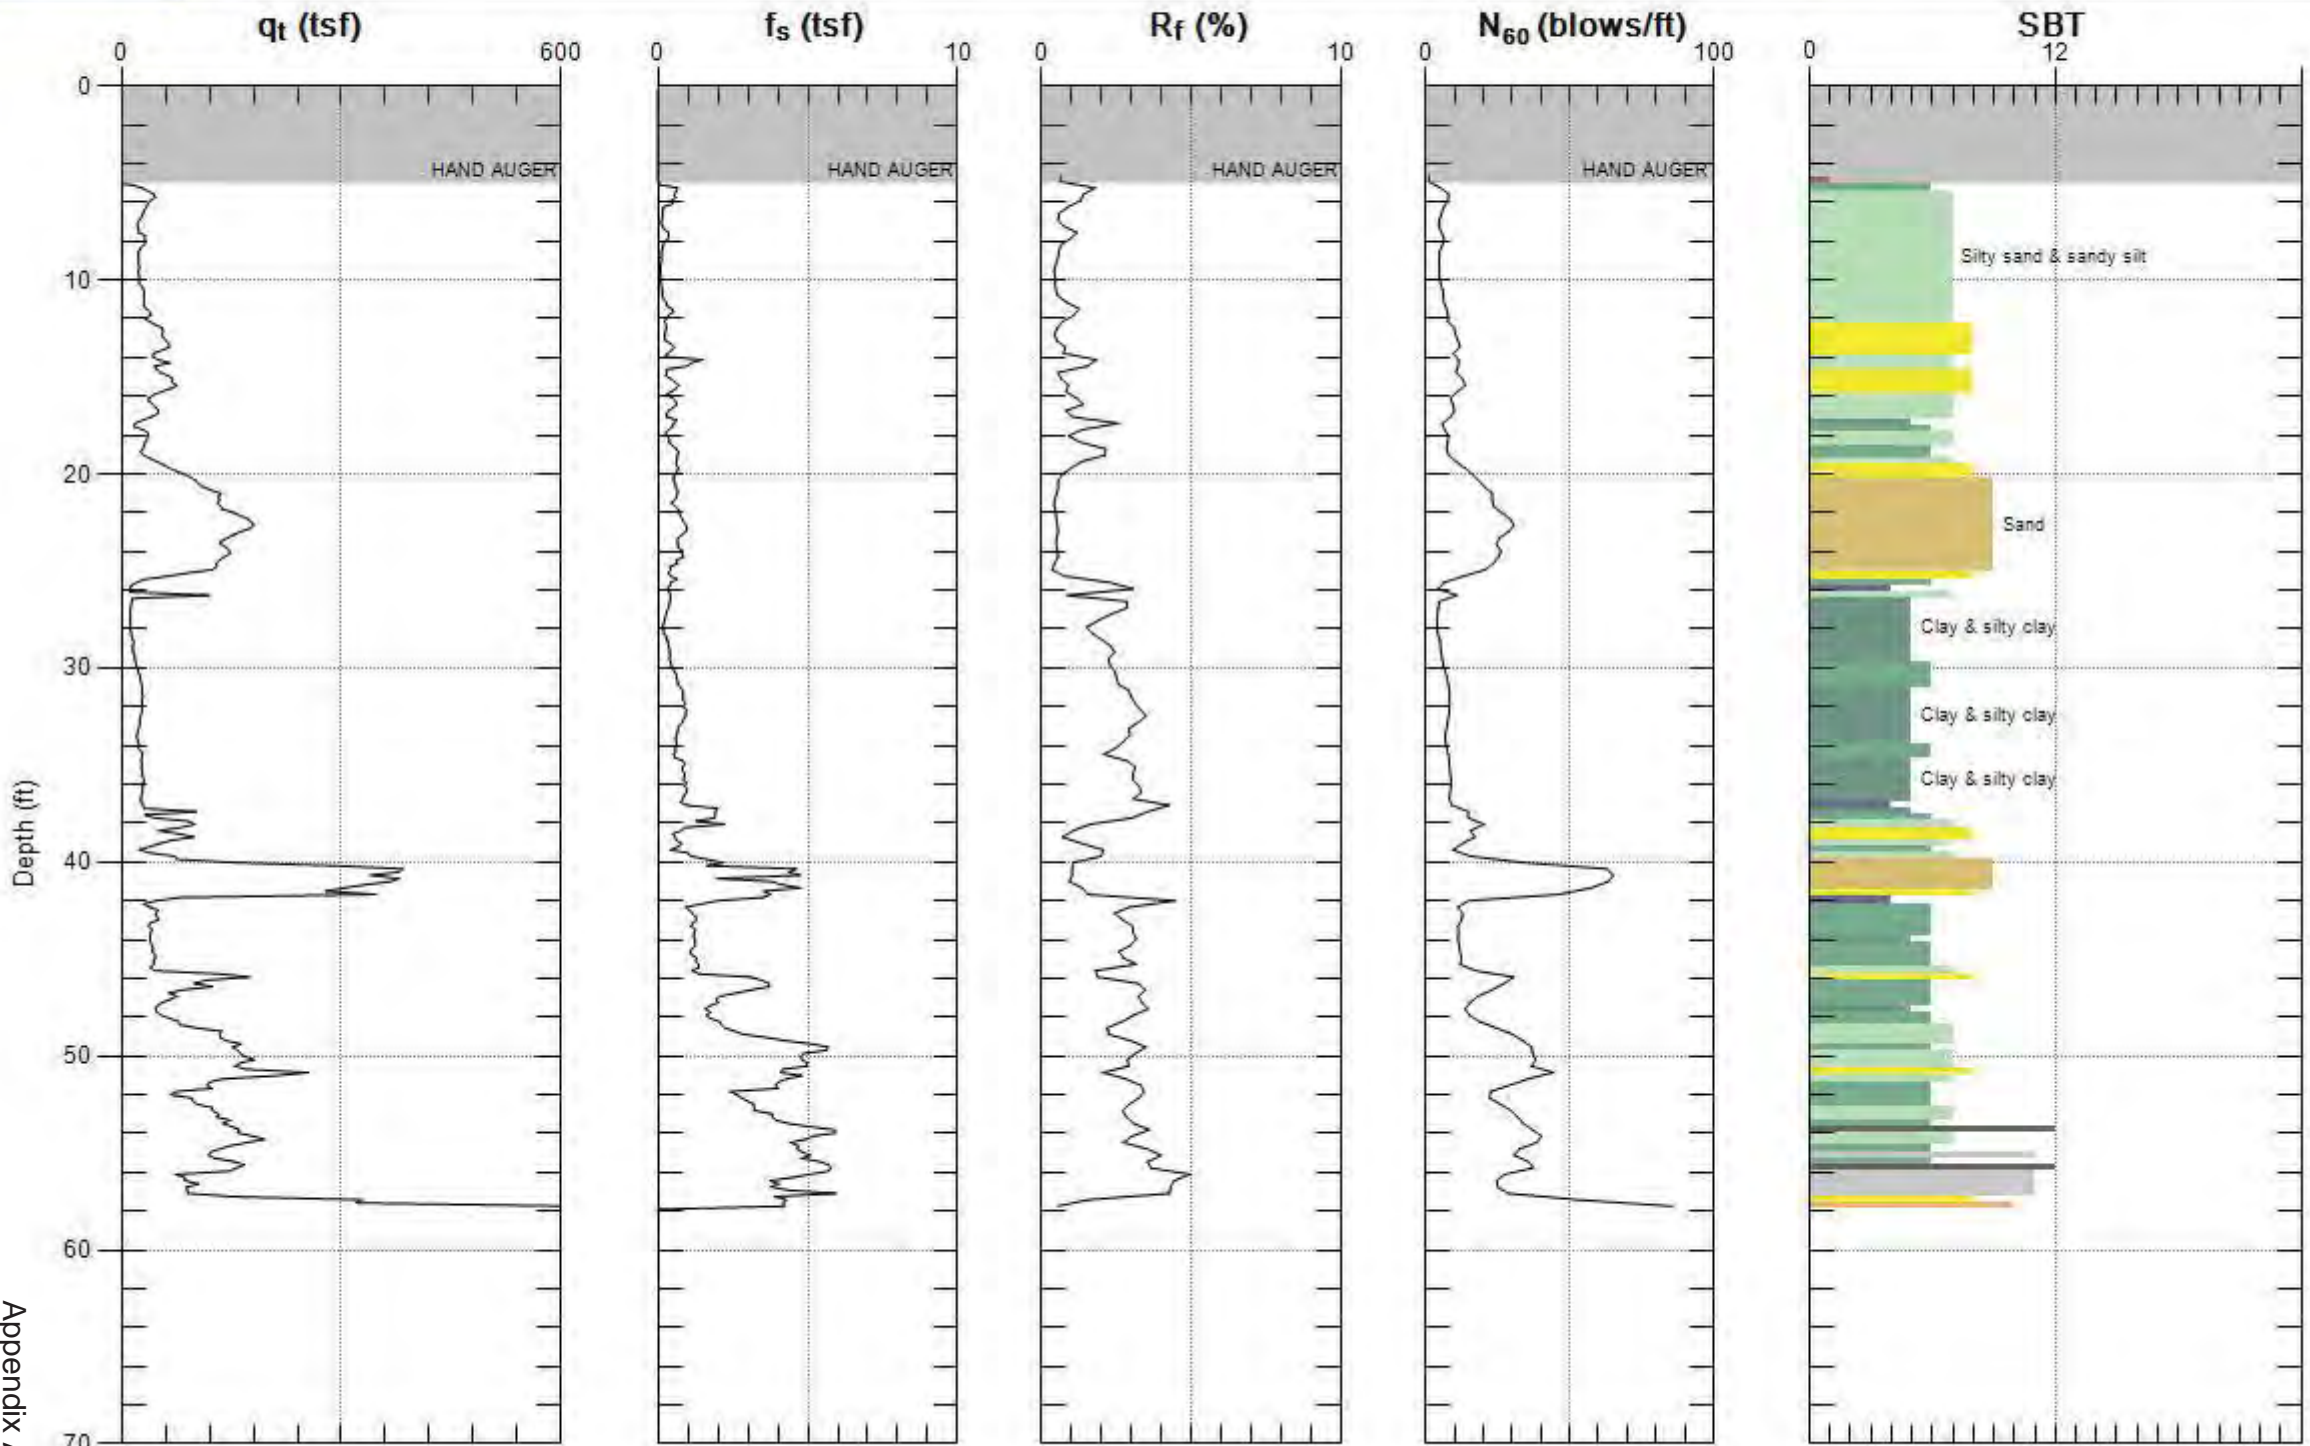 qt (tsf)
fs (tsf)
Rf (%)
N60 (blows/ft)
SBT
0 600
0 10
0 10
0 100
0 12
0
HAND AUGER
HAND AUGER
HAND AUGER
HAND AUGER
Silty sand & sandy silt
10
20
Sand
Clay & silty clay
30
Clay & silty clay
Clay & silty clay
Depth (ft)
40
50
60
70
Appendix